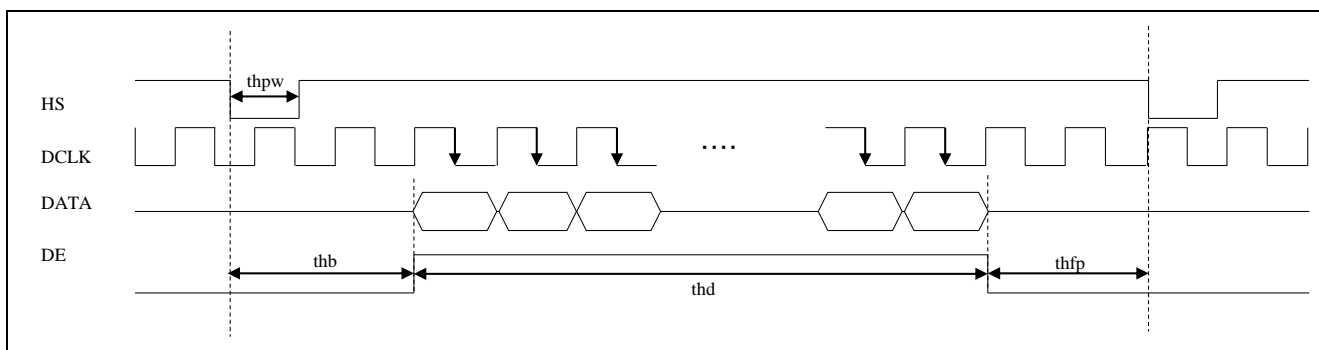 thpw
HS
DCLK
....
DATA
DE
thb
thd
thfp